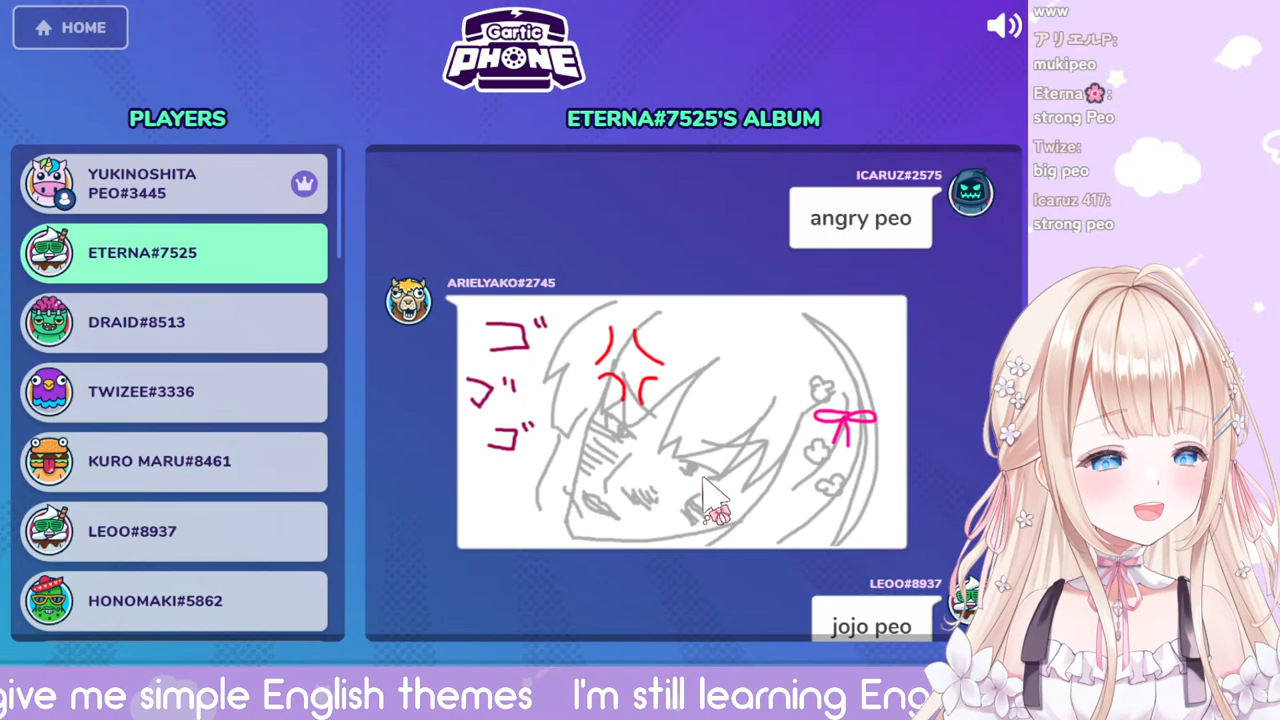 HOME
Gartic
PHONE
PLAYERS
ETERNA#7525'S ALBUM
YUKINOSHITA
PEO#3445
ETERNA#7525
DRAID#8513
TWIZEE#3336
KURO MARU#8461
LEOO#8937
HONOMAKI#5862
ICARUZ#2575
angry peo
ARIELYAKO#2745
ゴ
ゴ
ゴ
LEOO#8937
jojo peo
www
アリエルP:
mukipeo
Eterna🌸:
strong Peo
Twize:
big peo
Icaruz 417:
strong peo
give me simple English themes I'm still learning Eng